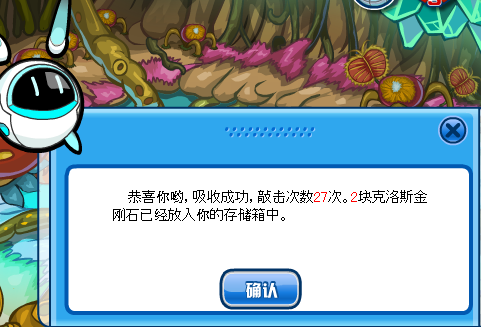 恭喜你哟，吸收成功，敲击次数27次。2块克洛斯金
刚石已经放入你的存储箱中。
确认